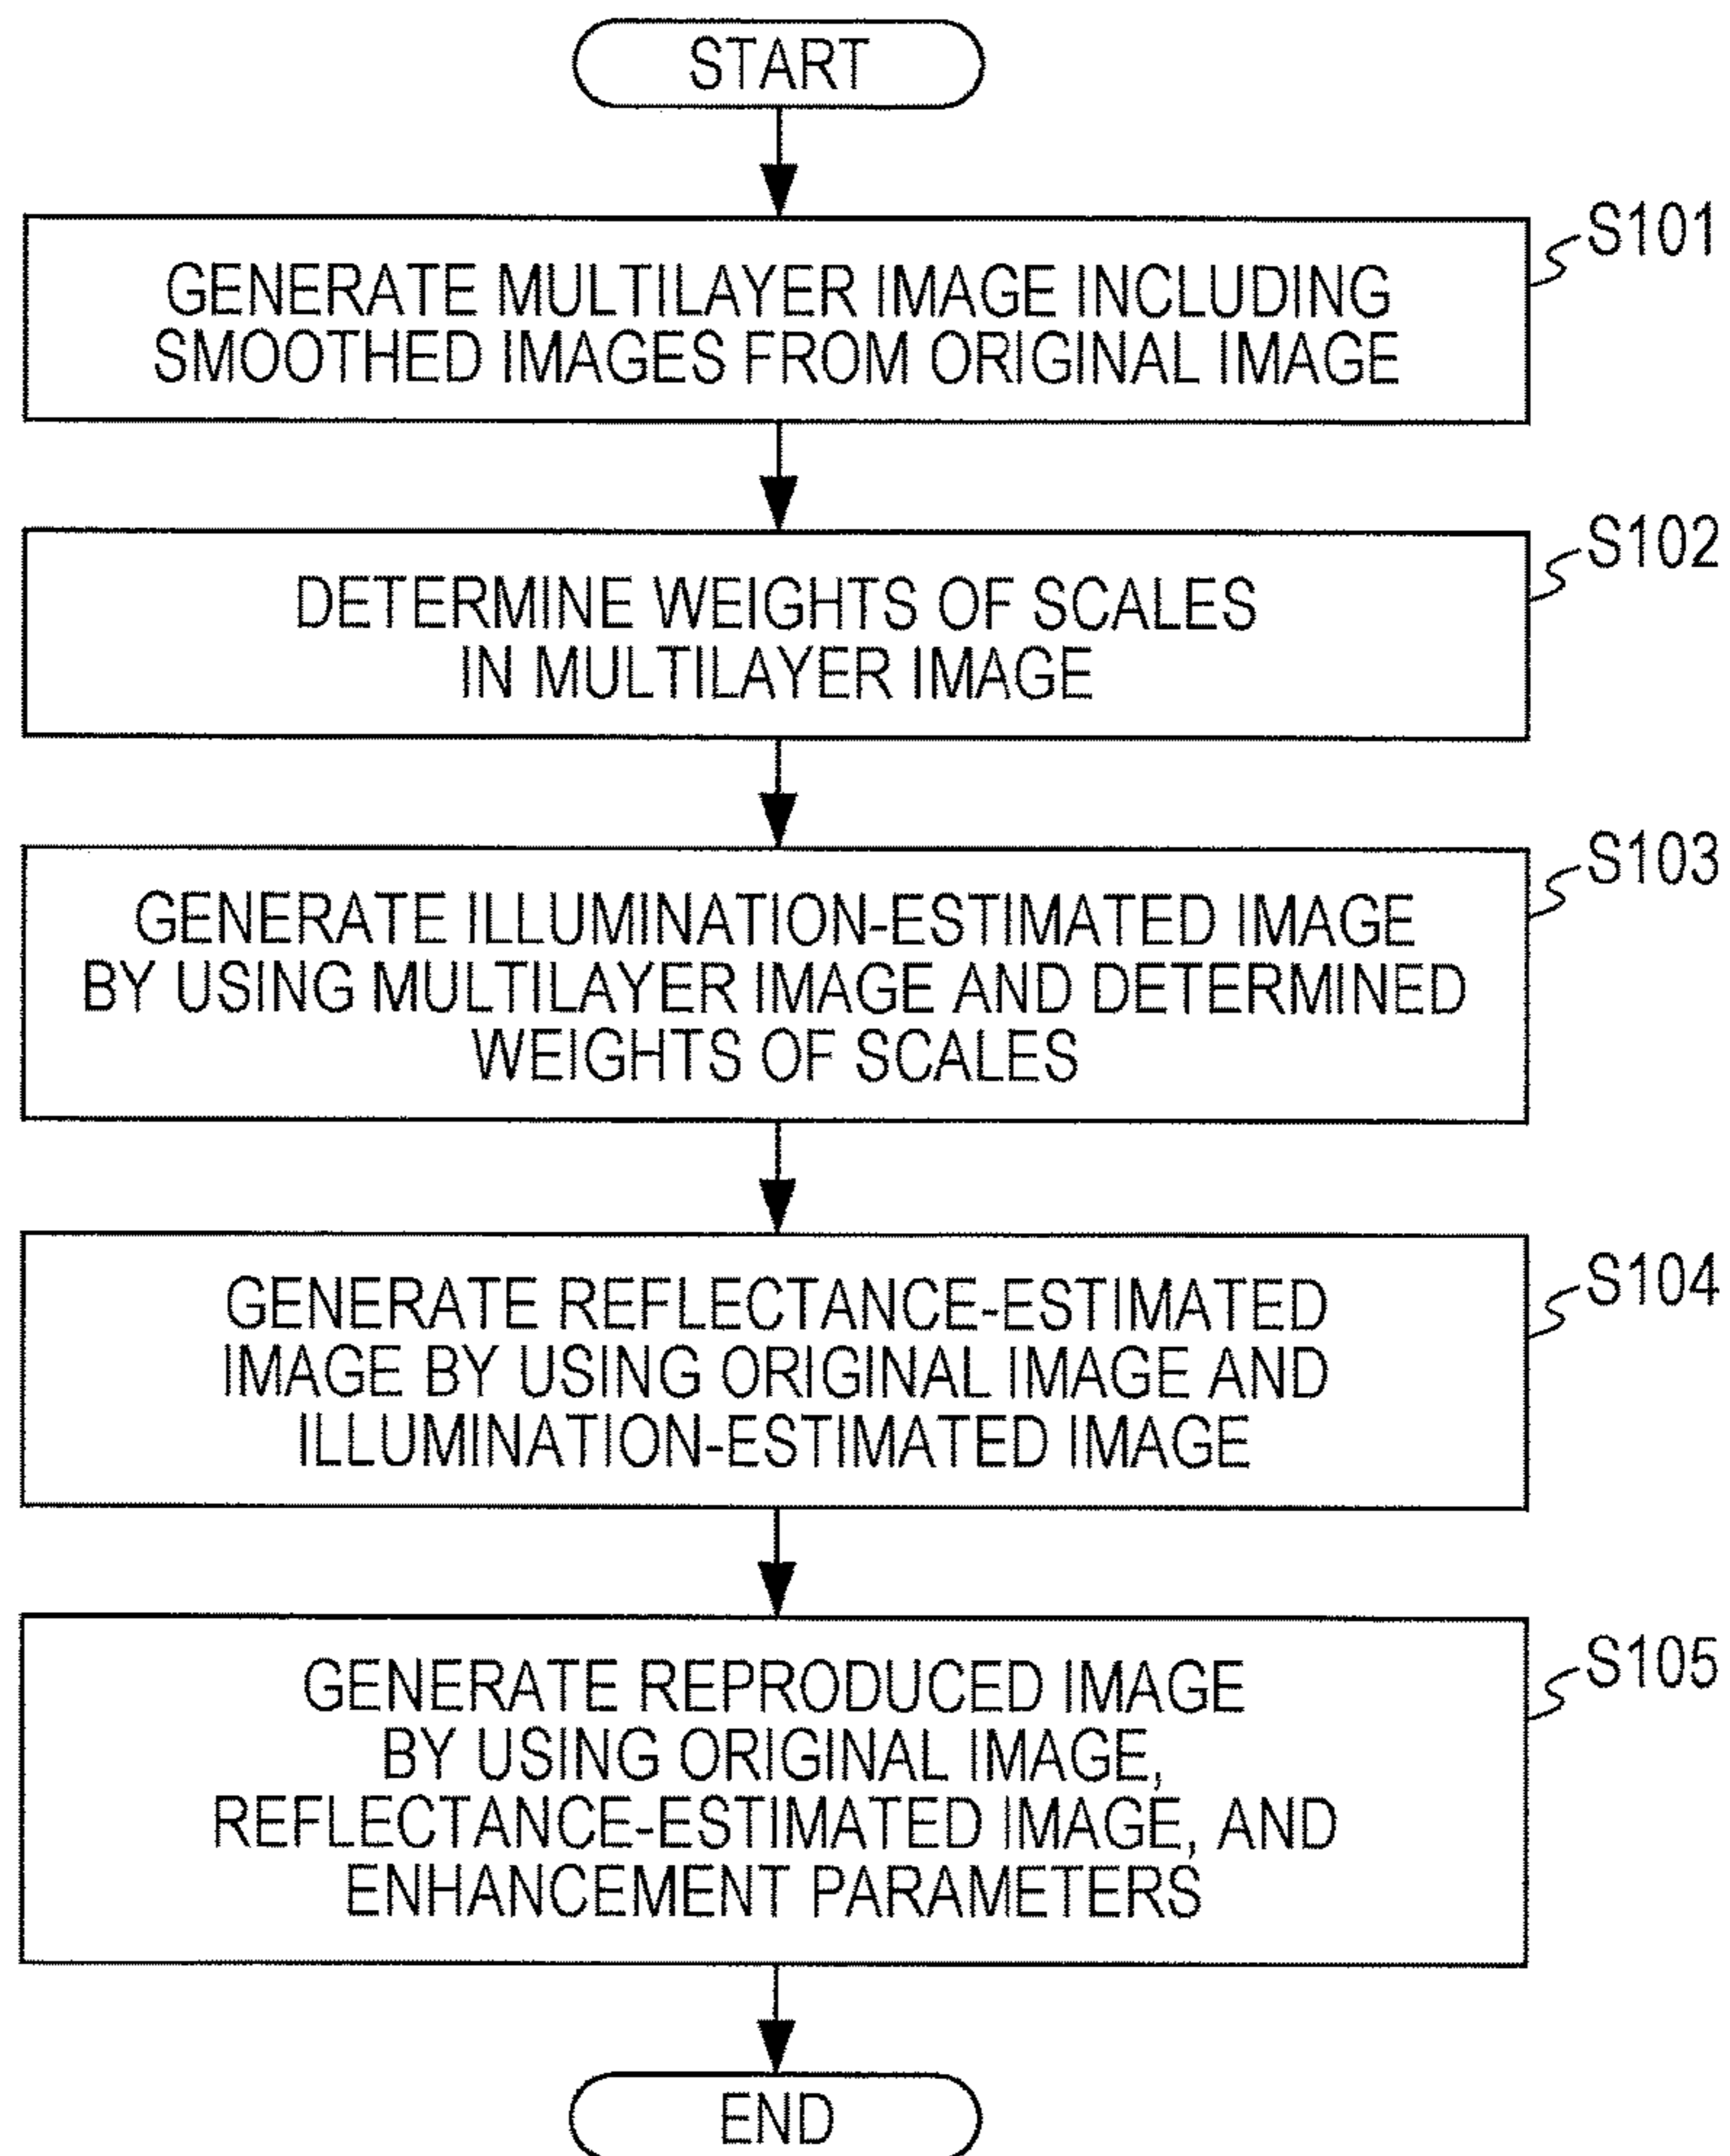 START
S101
GENERATE MULTILAYER IMAGE INCLUDING
SMOOTHED IMAGES FROM ORIGINAL IMAGE
S102
DETERMINE WEIGHTS OF SCALES
IN MULTILAYER IMAGE
S103
GENERATE ILLUMINATION-ESTIMATED IMAGE
BY USING MULTILAYER IMAGE AND DETERMINED
WEIGHTS OF SCALES
S104
GENERATE REFLECTANCE-ESTIMATED
IMAGE BY USING ORIGINAL IMAGE AND
ILLUMINATION-ESTIMATED IMAGE
S105
GENERATE REPRODUCED IMAGE
BY USING ORIGINAL IMAGE,
REFLECTANCE-ESTIMATED IMAGE, AND
ENHANCEMENT PARAMETERS
END